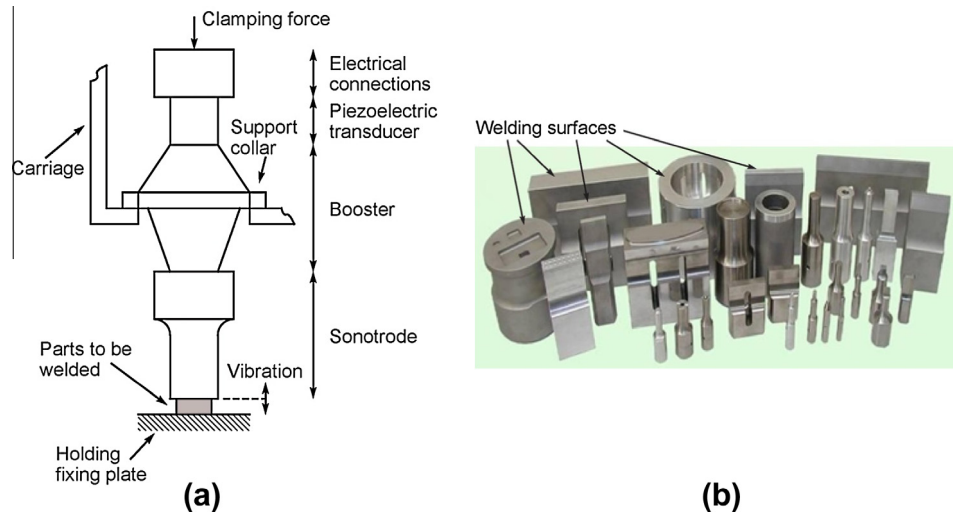 Clamping force
Electrical
connections
Piezoelectric
transducer
Support
collar
Carriage
Booster
Sonotrode
Parts to be
welded
Vibration
Holding
fixing plate
(a)
Welding surfaces
(b)